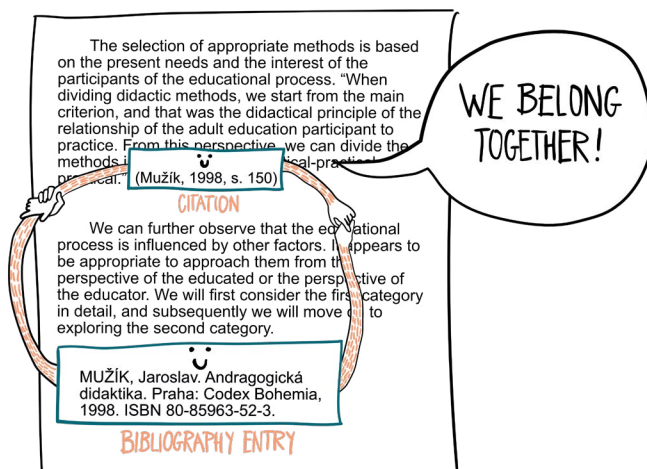 The selection of appropriate methods is based
on the present needs and the interest of the
participants of the educational process. “When
dividing didactic methods, we start from the main
criterion, and that was the didactical principle of the
relationship of the adult education participant to
practice. From this perspective, we can divide the
methods
(Mužík, 1998, s. 150)
CITATION
We can further observe that the
process is influenced by other factors. appears to
be appropriate to approach them from
perspective of the educated or the perspective of
the educator. We will first consider the first category
in detail, and subsequently we will move to
exploring the second category.
MUŽÍK, Jaroslav. Andragogická
didaktika. Praha: Codex Bohemia,
1998. ISBN 80-85963-52-3.
BIBLIOGRAPHY ENTRY
WE BELONG
TOGETHER!